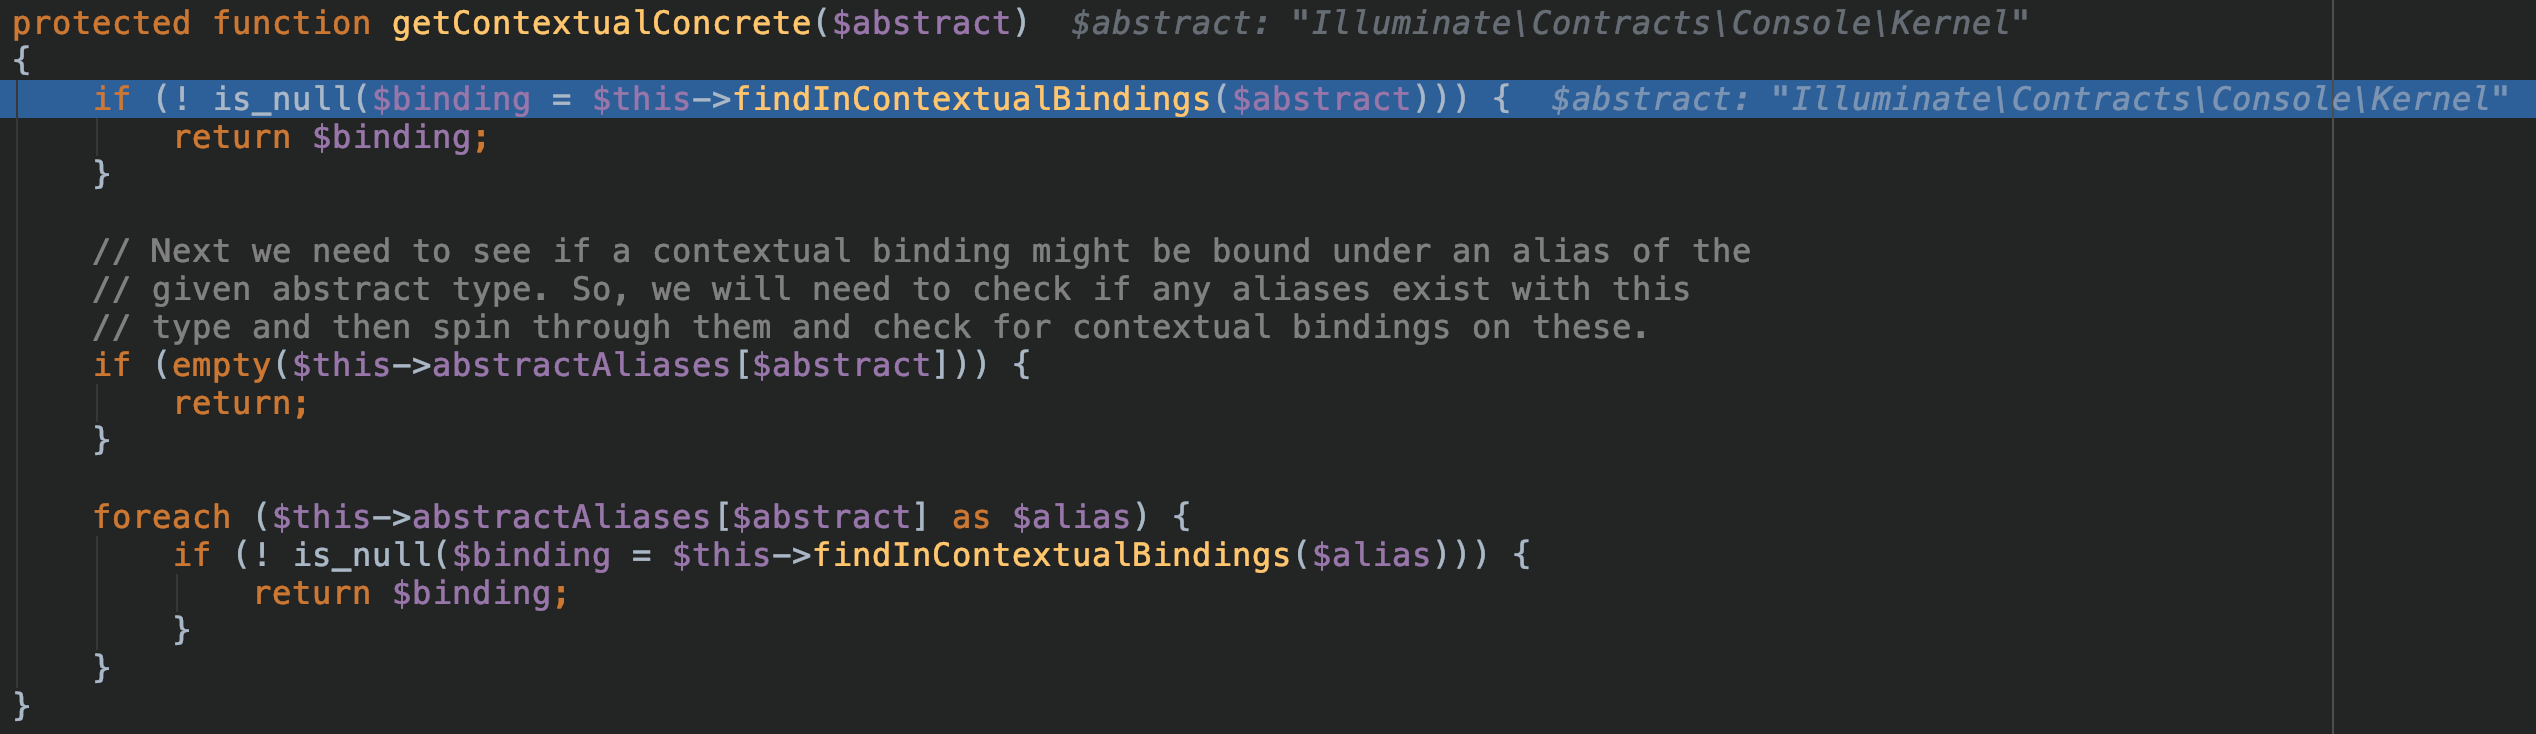 protected function getContextualConcrete($abstract)  $abstract: "Illuminate\Contracts\Console\Kernel"
{
    if (! is_null($binding = $this->findInContextualBindings($abstract))) {  $abstract: "Illuminate\Contracts\Console\Kernel"
        return $binding;
    }

    // Next we need to see if a contextual binding might be bound under an alias of the
    // given abstract type. So, we will need to check if any aliases exist with this
    // type and then spin through them and check for contextual bindings on these.
    if (empty($this->abstractAliases[$abstract])) {
        return;
    }

    foreach ($this->abstractAliases[$abstract] as $alias) {
        if (! is_null($binding = $this->findInContextualBindings($alias))) {
            return $binding;
        }
    }
}